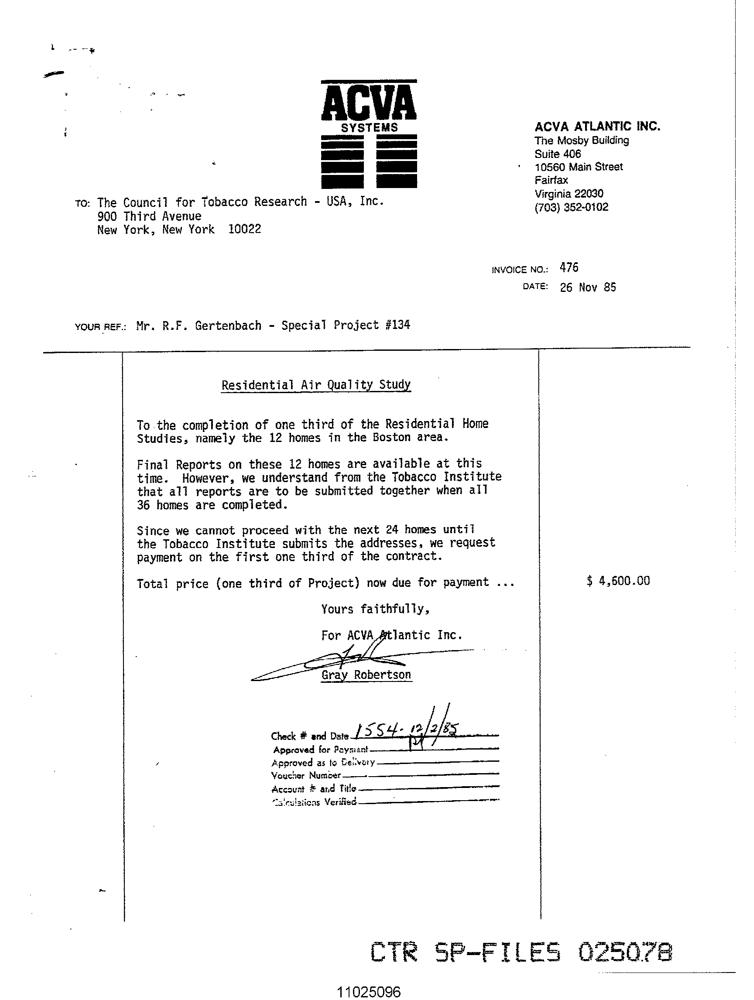 ACVA
SYSTEMS
ACVA ATLANTIC INC.
The Mosby Building
Suite 406
10560 Main Street
Fairfax
Virginia 22030
(703) 352-0102
TO: The Council for Tobacco Research - USA, Inc.
900 Third Avenue
New York, New York 10022
INVOICE NO.: 476
DATE: 26 Nov 85
YOUR REF.: Mr. R.F. Gertenbach - Special Project #134
Residential Air Quality Study
To the completion of one third of the Residential Home
Studies, namely the 12 homes in the Boston area.
Final Reports on these 12 homes are available at this
time. However, we understand from the Tobacco Institute
that all reports are to be submitted together when all
36 homes are completed.
Since we cannot proceed with the next 24 homes until
the Tobacco Institute submits the addresses, we request
payment on the first one third of the contract.
Total price (one third of Project) now due for payment ... $ 4,600.00
Yours faithfully,
For ACVA Atlantic Inc.
Gray Robertson
Check # and Date 1554 - 12/2/85
Approved for Payment
Approved as to Delivery
Voucher Number
Account # and Title
Calculations Verified
CTR SP-FILES 025078
11025096